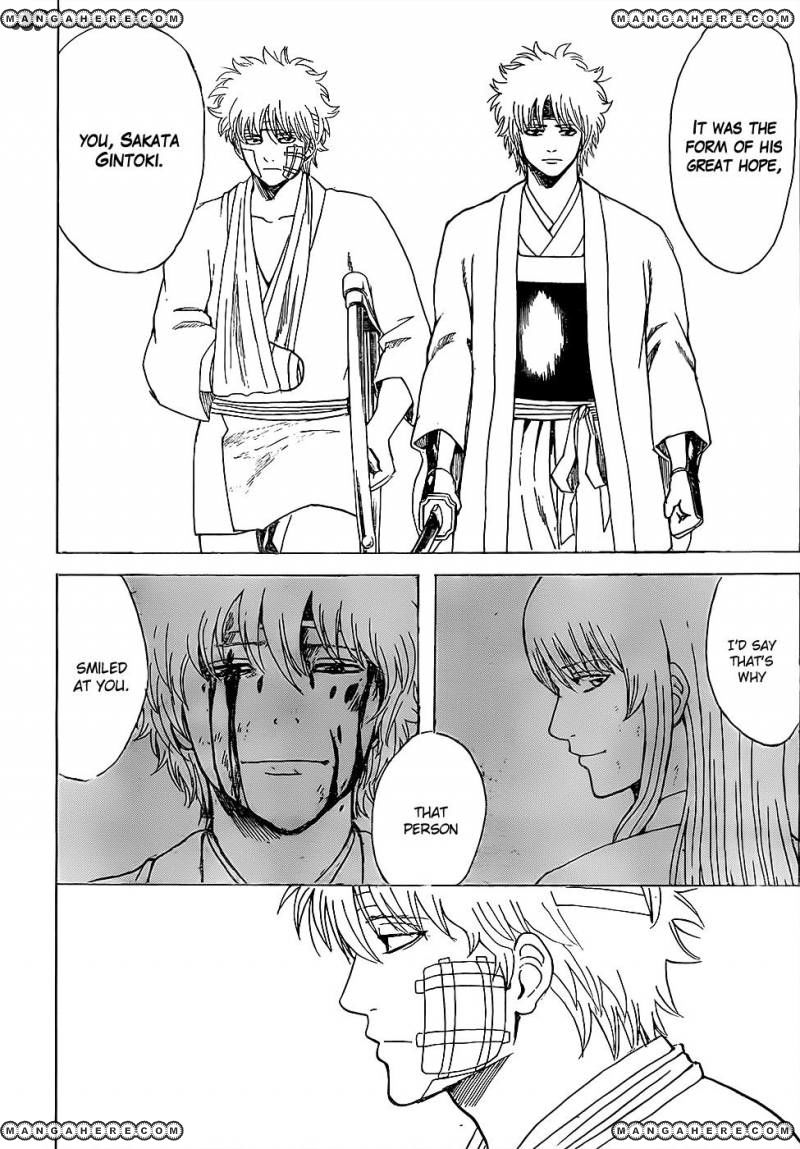 MANGAHERE.COM
MANGAHERE.COM
IT WAS THE
FORM OF HIS
GREAT HOPE,
YOU, SAKATA
GINTOKI.
I'D SAY
THAT'S
WHY
THAT
PERSON
SMILED
AT YOU.
MANGAHERE.COM
MANGAHERE.COM